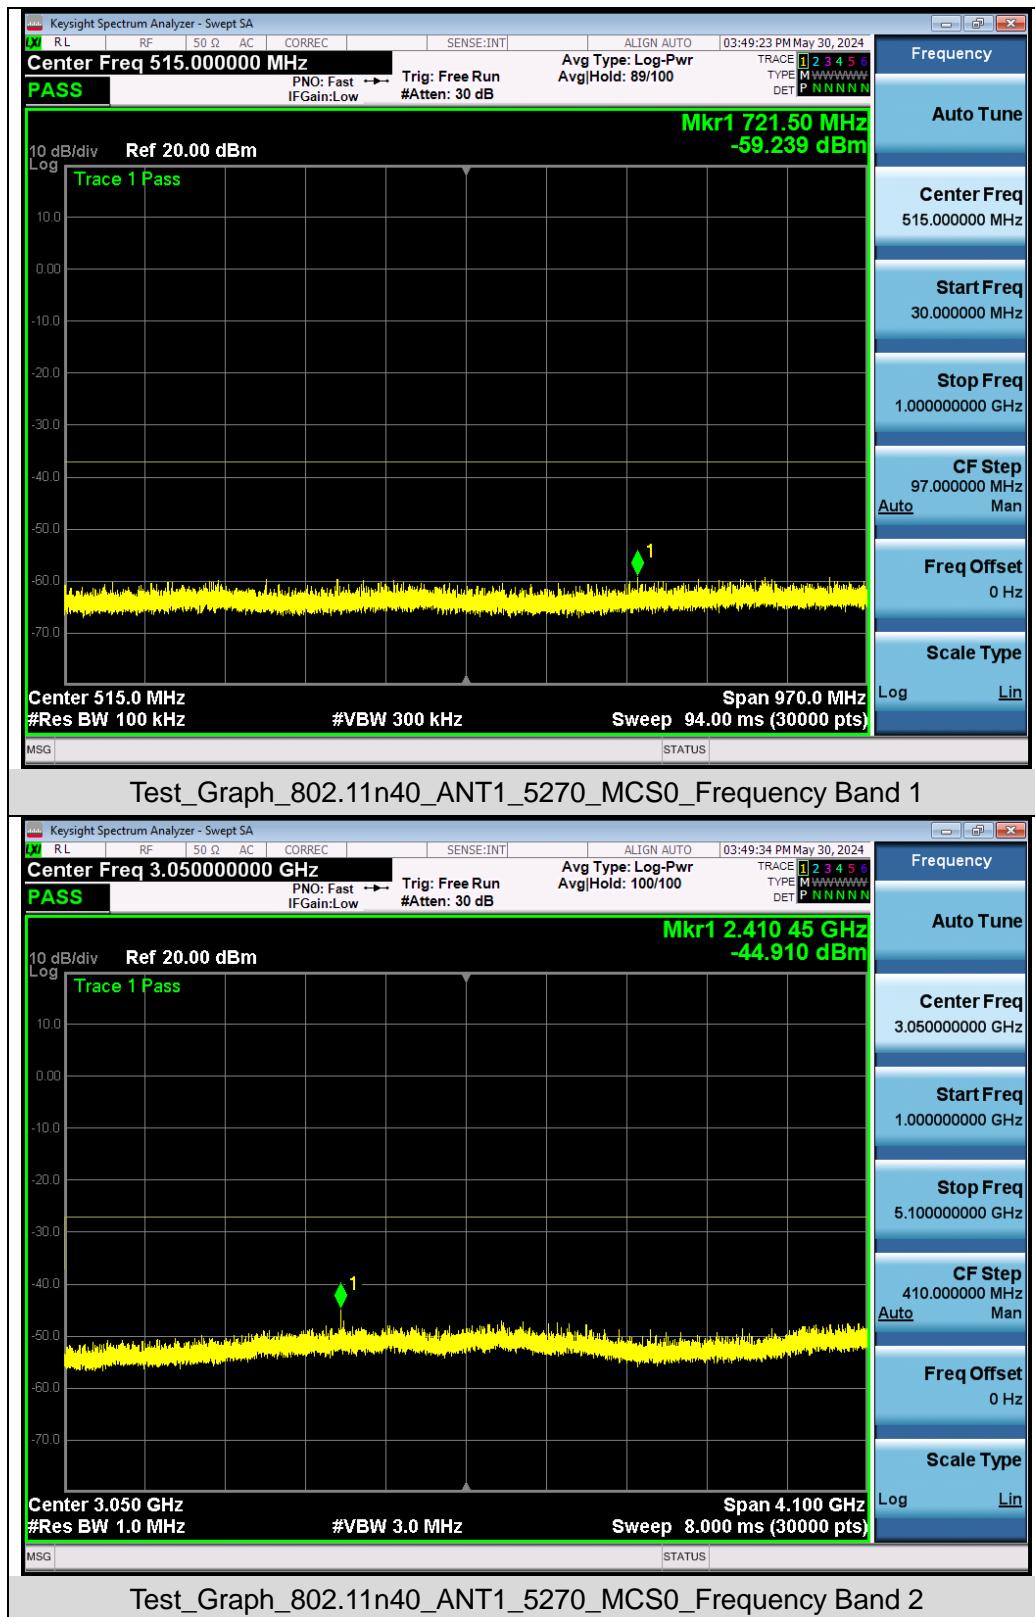 Keysight Spectrum Analyzer - Swept SA
LXI RL RF 50 Ω AC CORREC SENSE:INT ALIGN AUTO 03:49:23 PM May 30, 2024
Center Freq 515.000000 MHz
PNO: Fast
IFGain:Low
Trig: Free Run
#Atten: 30 dB
Avg Type: Log-Pwr
Avg|Hold: 89/100
TRACE 1 2 3 4 5 6
TYPE M WWWWW
DET P N N N N N
PASS
Mkr1 721.50 MHz
-59.239 dBm
10 dB/div Ref 20.00 dBm
Log
Trace 1 Pass
10.0
0.00
-10.0
-20.0
-30.0
-40.0
-50.0
-60.0
-70.0
1
Center 515.0 MHz Span 970.0 MHz
#Res BW 100 kHz #VBW 300 kHz Sweep 94.00 ms (30000 pts)
MSG STATUS
Frequency
Auto Tune
Center Freq
515.000000 MHz
Start Freq
30.000000 MHz
Stop Freq
1.000000000 GHz
CF Step
97.000000 MHz
Auto Man
Freq Offset
0 Hz
Scale Type
Log Lin
Test_Graph_802.11n40_ANT1_5270_MCS0_Frequency Band 1
Keysight Spectrum Analyzer - Swept SA
LXI RL RF 50 Ω AC CORREC SENSE:INT ALIGN AUTO 03:49:34 PM May 30, 2024
Center Freq 3.050000000 GHz
PNO: Fast
IFGain:Low
Trig: Free Run
#Atten: 30 dB
Avg Type: Log-Pwr
Avg|Hold: 100/100
TRACE 1 2 3 4 5 6
TYPE M WWWWW
DET P N N N N N
PASS
Mkr1 2.410 45 GHz
-44.910 dBm
10 dB/div Ref 20.00 dBm
Log
Trace 1 Pass
10.0
0.00
-10.0
-20.0
-30.0
-40.0
-50.0
-60.0
-70.0
1
Center 3.050 GHz Span 4.100 GHz
#Res BW 1.0 MHz #VBW 3.0 MHz Sweep 8.000 ms (30000 pts)
MSG STATUS
Frequency
Auto Tune
Center Freq
3.050000000 GHz
Start Freq
1.000000000 GHz
Stop Freq
5.100000000 GHz
CF Step
410.000000 MHz
Auto Man
Freq Offset
0 Hz
Scale Type
Log Lin
Test_Graph_802.11n40_ANT1_5270_MCS0_Frequency Band 2